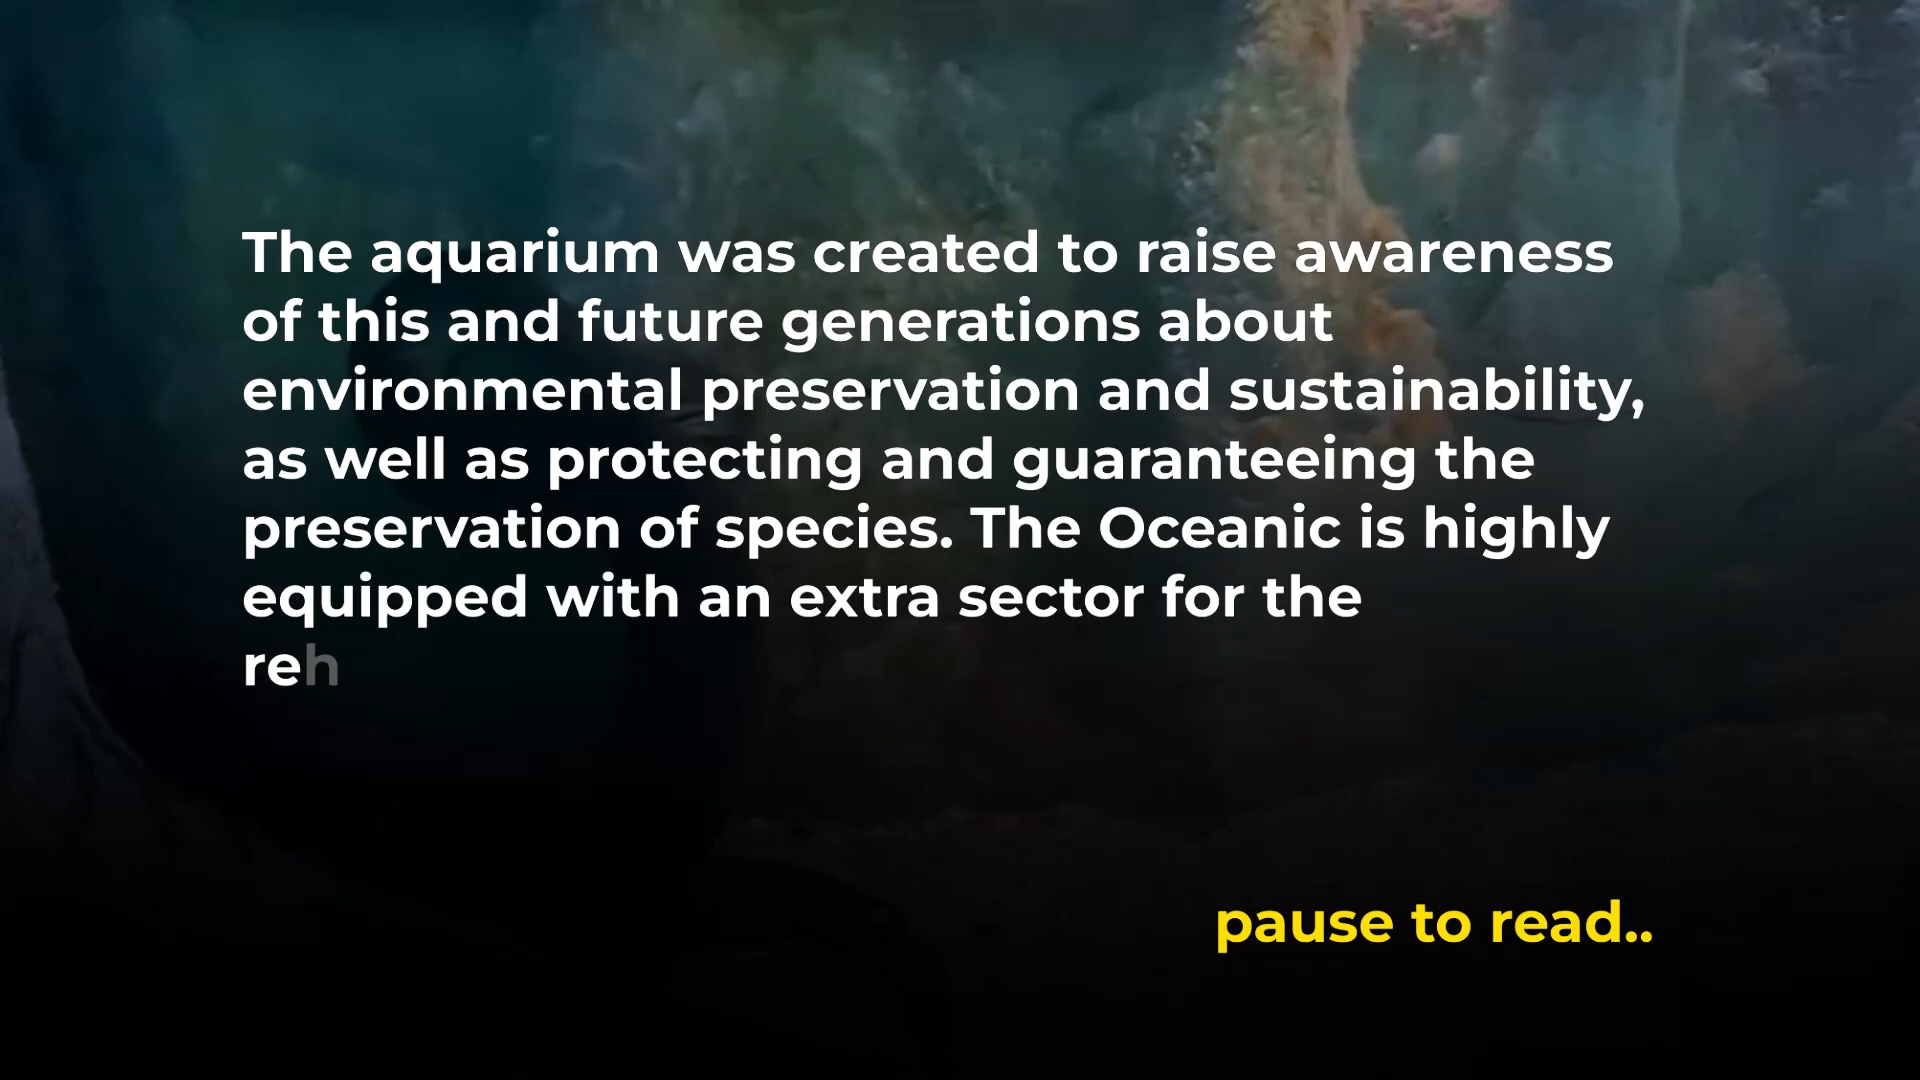 The aquarium was created to raise awareness
of this and future generations about
environmental preservation and sustainability,
as well as protecting and guaranteeing the
preservation of species. The Oceanic is highly
equipped with an extra sector for the
reh
pause to read..